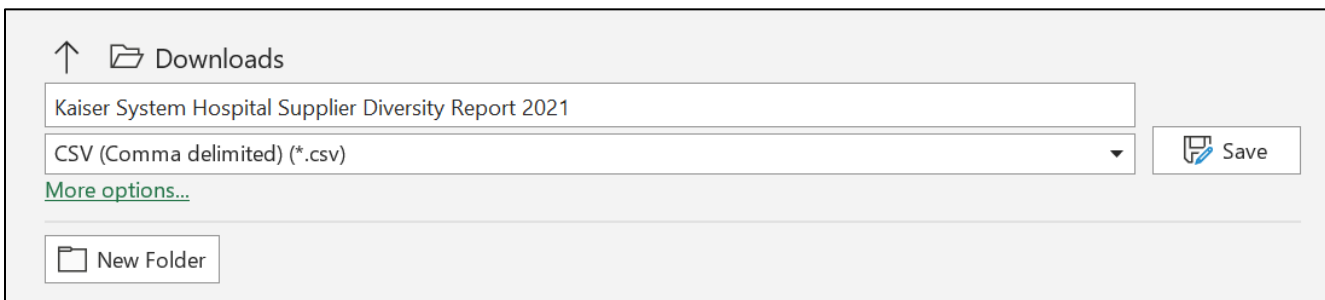 Downloads
Kaiser System Hospital Supplier Diversity Report 2021
CSV (Comma delimited) (*.csv)
Save
More options...
New Folder